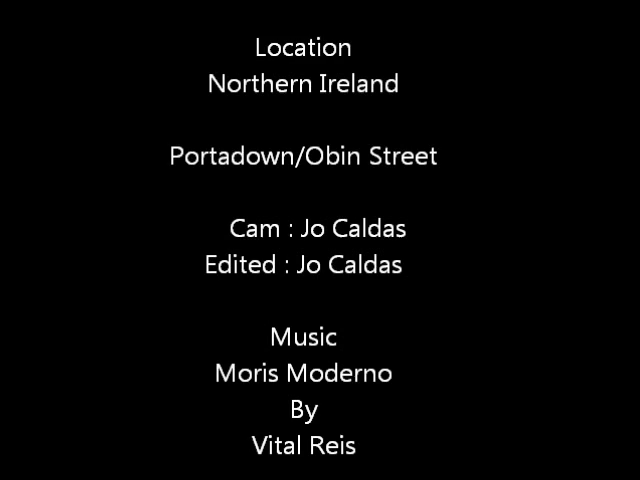 Location
Northern Ireland
Portadown/Obin Street
Cam : Jo Caldas
Edited : Jo Caldas
Music
Moris Moderno
By
Vital Reis